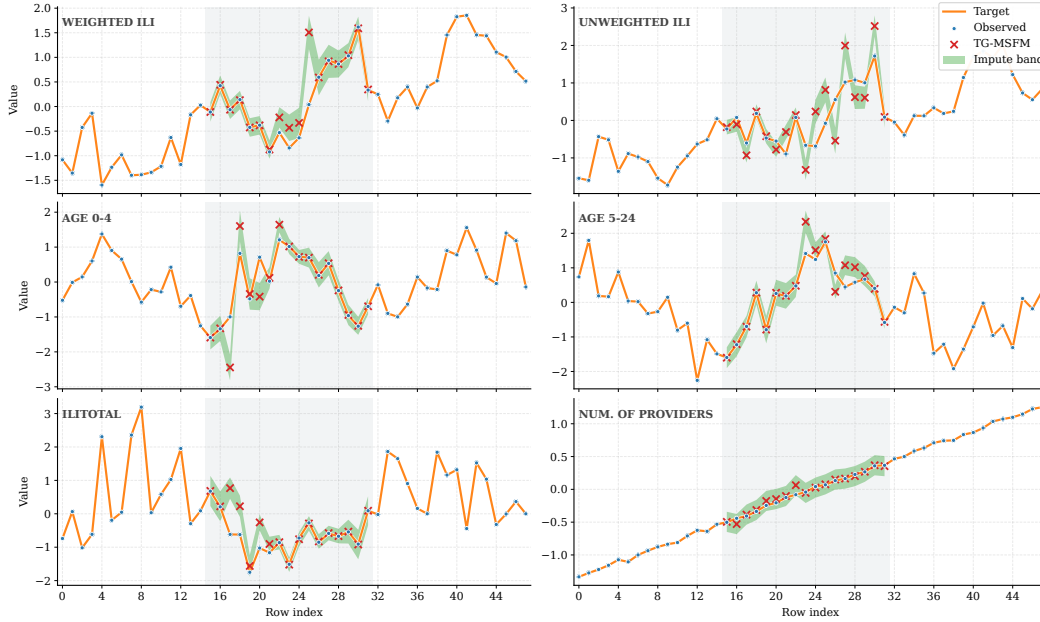 WEIGHTED ILI
Value
2.0
1.5
1.0
0.5
0.0
−0.5
−1.0
−1.5
UNWEIGHTED ILI
3
2
1
0
−1
Target
Observed
TG-MSFM
Impute band
AGE 0-4
Value
2
1
0
−1
−2
−3
AGE 5-24
2
1
0
−1
−2
ILITOTAL
Value
3
2
1
0
−1
−2
0 4 8 12 16 20 24 28 32 36 40 44
Row index
NUM. OF PROVIDERS
1.0
0.5
0.0
−0.5
−1.0
0 4 8 12 16 20 24 28 32 36 40 44
Row index